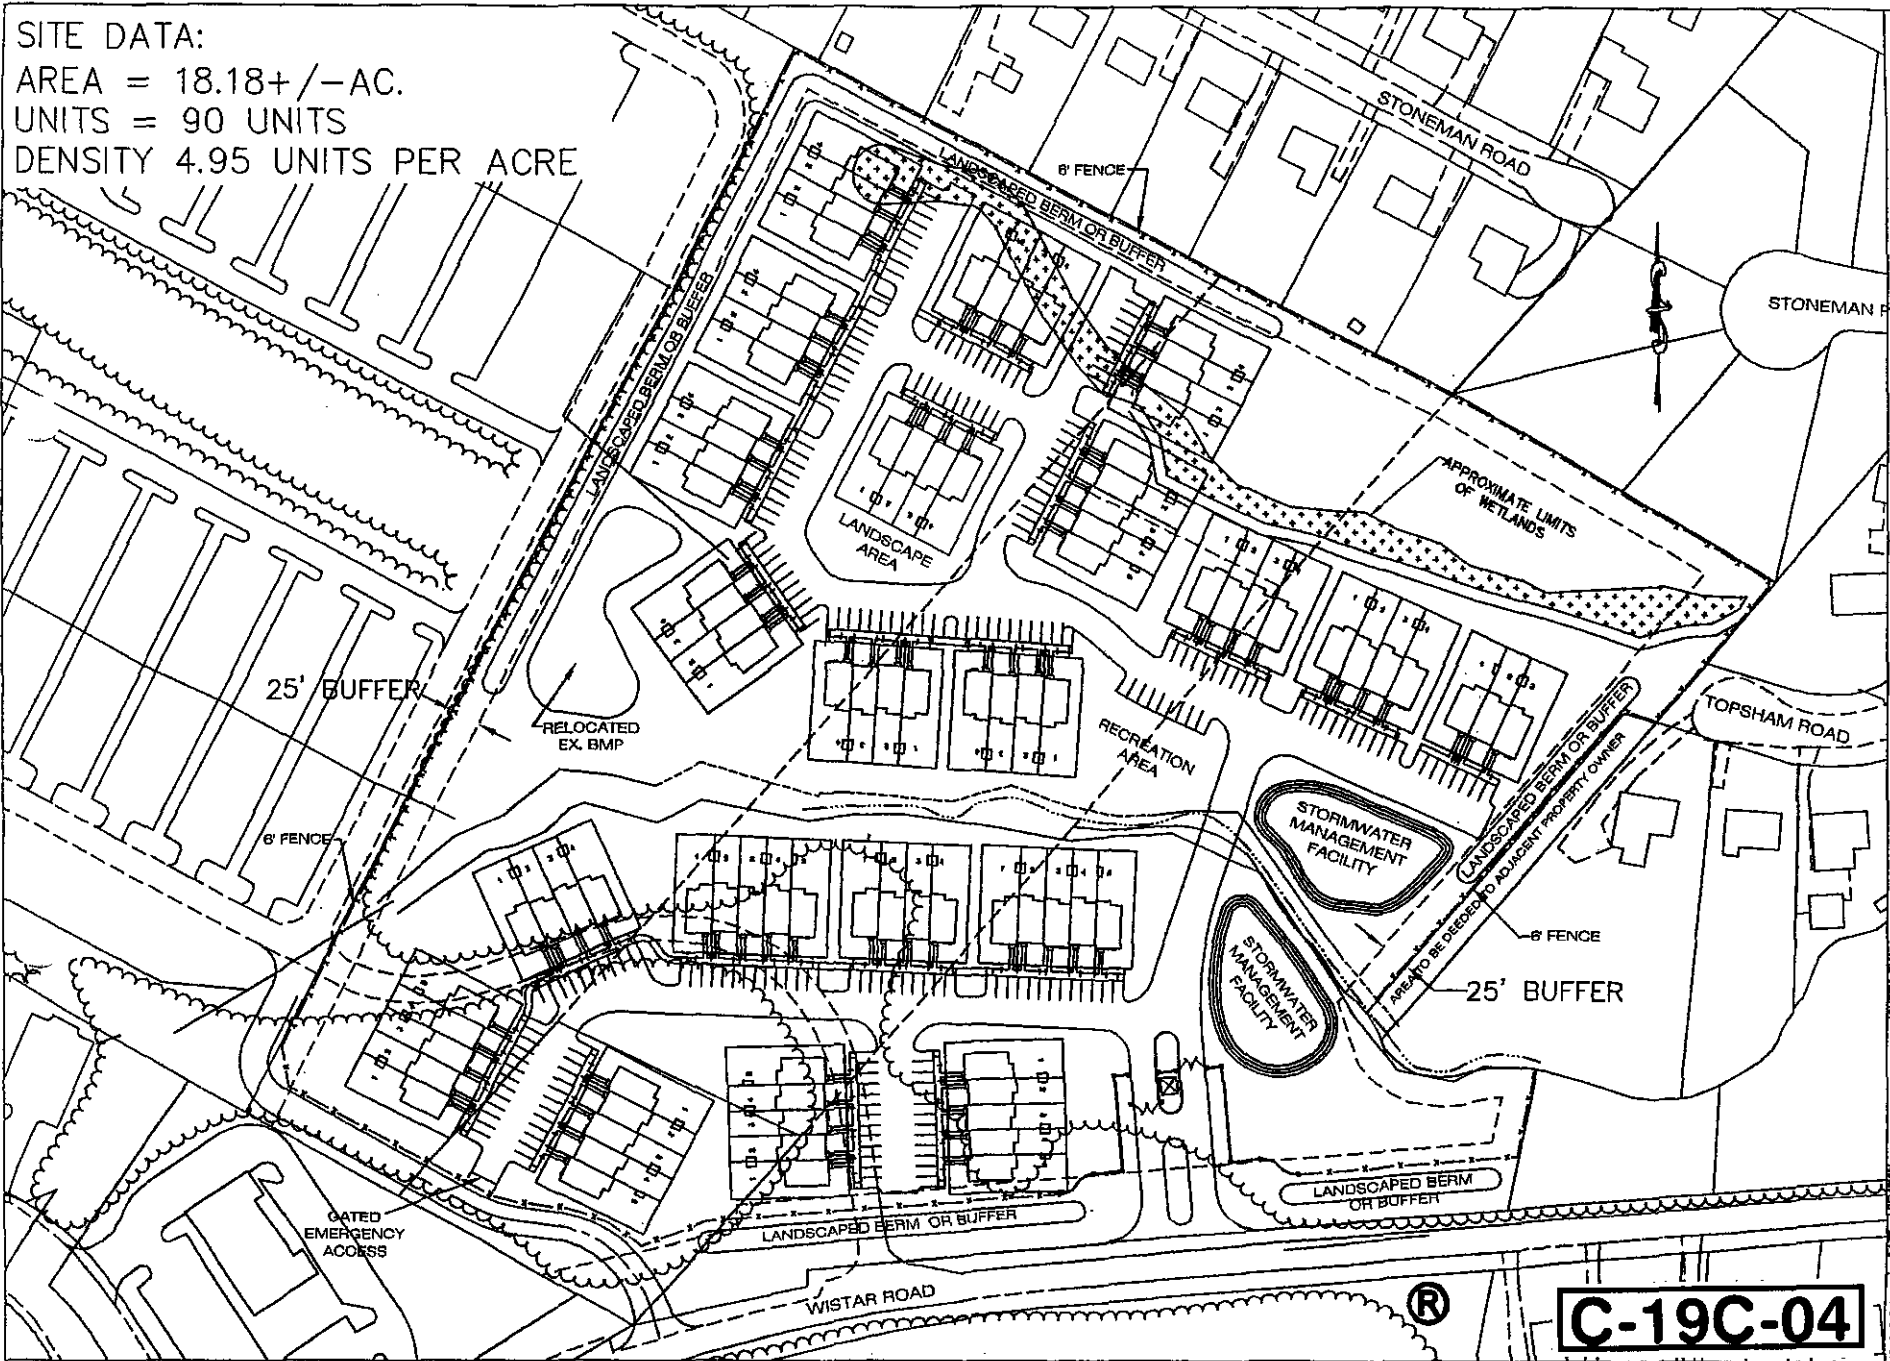 SITE DATA:
AREA = 18.18+/-AC.
UNITS = 90 UNITS
DENSITY 4.95 UNITS PER ACRE
STONEMAN ROAD
6' FENCE
LANDSCAPED BERM OR BUFFER
STONEMAN
LANDSCAPED BERM OR BUFFER
APPROXIMATE LIMITS
OF WETLANDS
LANDSCAPE
AREA
25' BUFFER
RELOCATED
EX. BMP
RECREATION
AREA
TOPSHAM ROAD
LANDSCAPED BERM OR BUFFER
AREA TO BE DEEDED TO ADJACENT PROPERTY OWNER
STORMWATER
MANAGEMENT
FACILITY
6' FENCE
STORMWATER
MANAGEMENT
FACILITY
6' FENCE
25' BUFFER
GATED
EMERGENCY
ACCESS
LANDSCAPED BERM
OR BUFFER
LANDSCAPED BERM OR BUFFER
WISTAR ROAD
®
C-19C-04